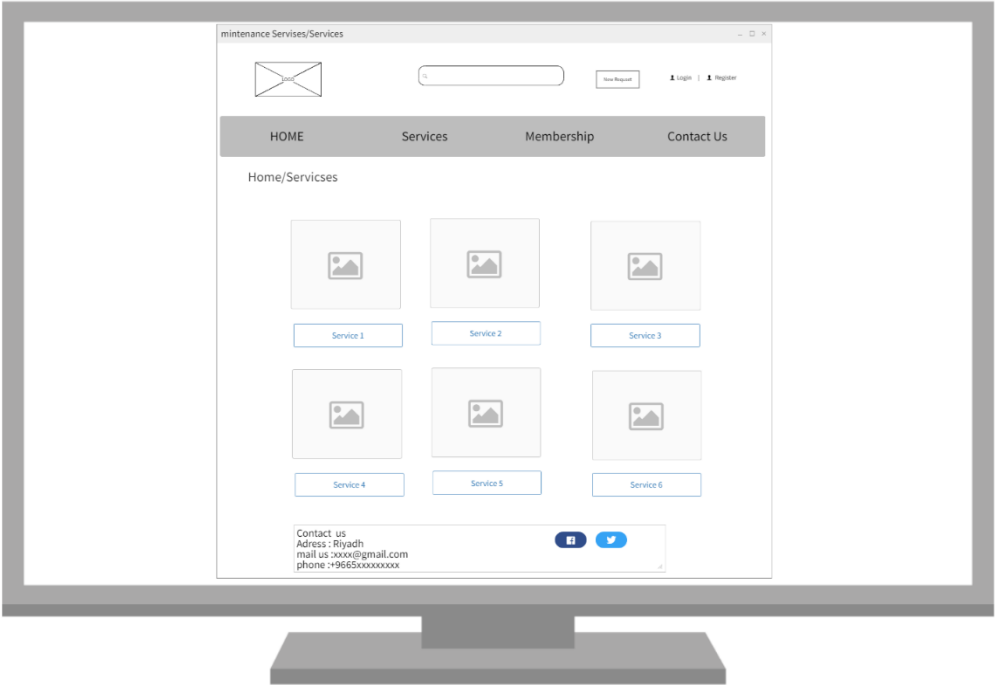 mintenance Servises/Services
LOGO
New Request
Login | Register
HOME Services Membership Contact Us
Home/Servicses
Service 1
Service 2
Service 3
Service 4
Service 5
Service 6
Contact us
Adress : Riyadh
mail us :xxxx@gmail.com
phone :+9665xxxxxxxxx